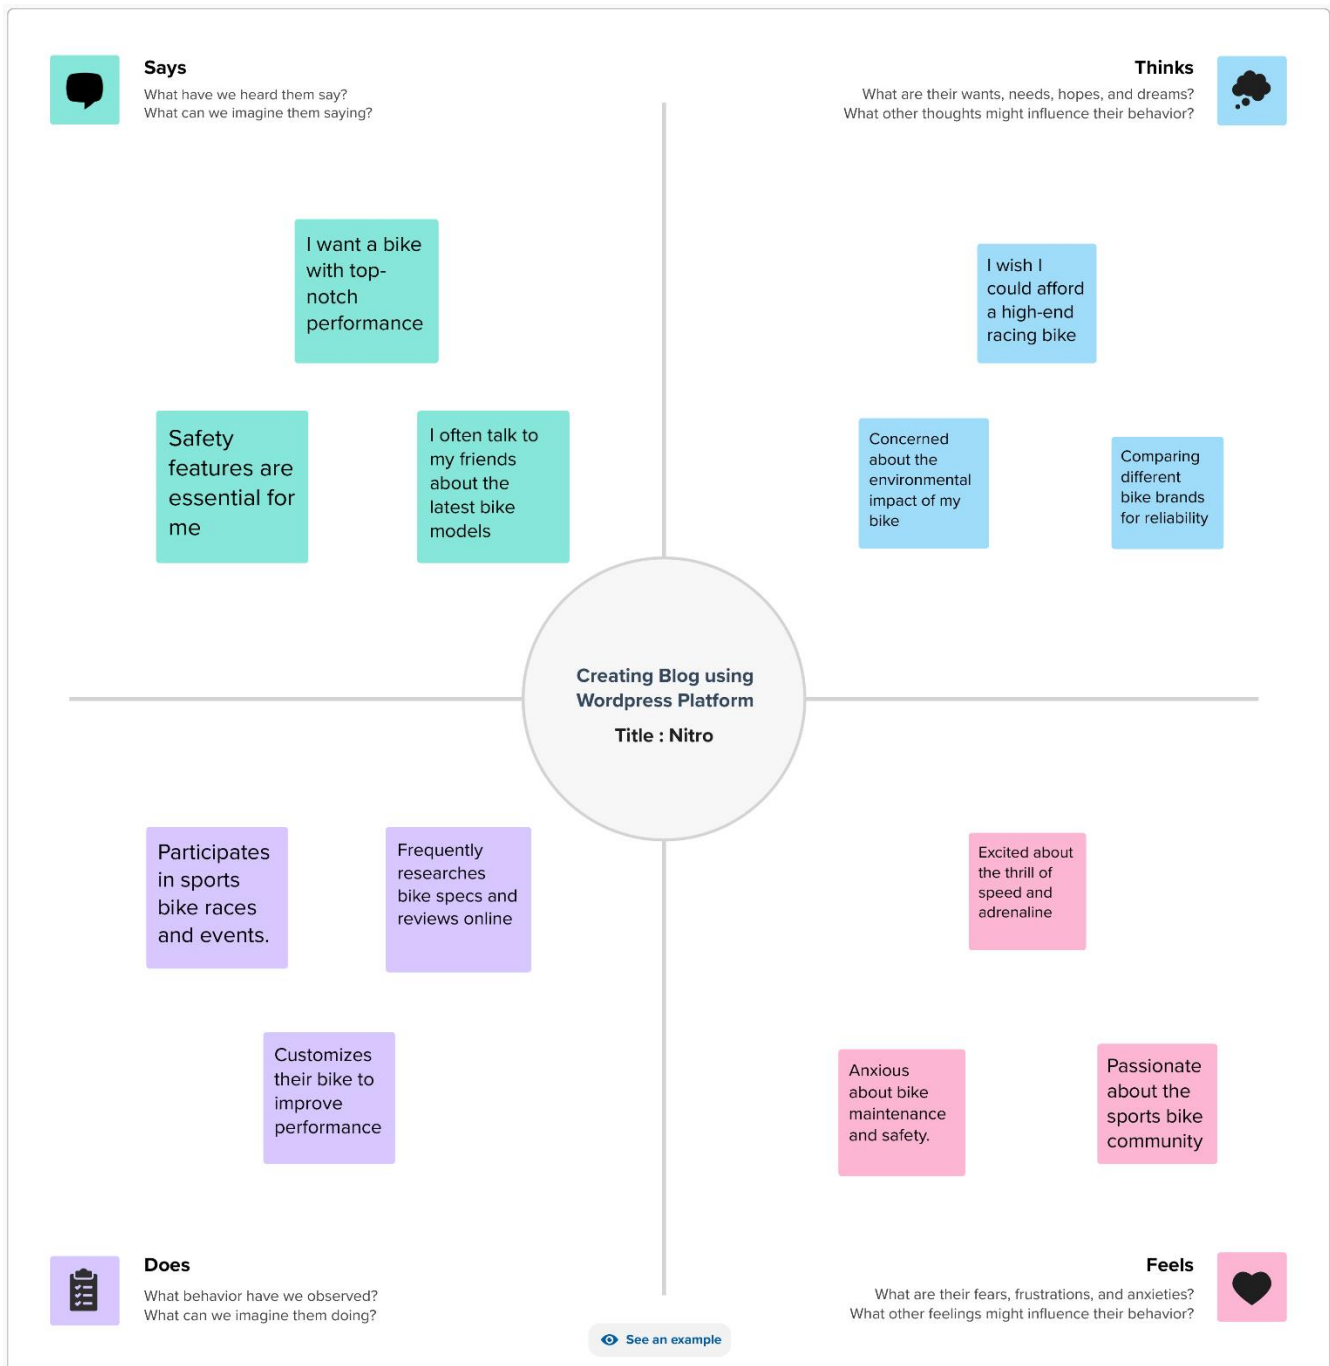 Says
What have we heard them say?
What can we imagine them saying?
I want a bike
with top-
notch
performance
Safety
features are
essential for
me
I often talk to
my friends
about the
latest bike
models
Thinks
What are their wants, needs, hopes, and dreams?
What other thoughts might influence their behavior?
I wish I
could afford
a high-end
racing bike
Concerned
about the
environmental
impact of my
bike
Comparing
different
bike brands
for reliability
Creating Blog using
Wordpress Platform
Title : Nitro
Participates
in sports
bike races
and events.
Frequently
researches
bike specs and
reviews online
Customizes
their bike to
improve
performance
Does
What behavior have we observed?
What can we imagine them doing?
Excited about
the thrill of
speed and
adrenaline
Anxious
about bike
maintenance
and safety.
Passionate
about the
sports bike
community
Feels
What are their fears, frustrations, and anxieties?
What other feelings might influence their behavior?
See an example